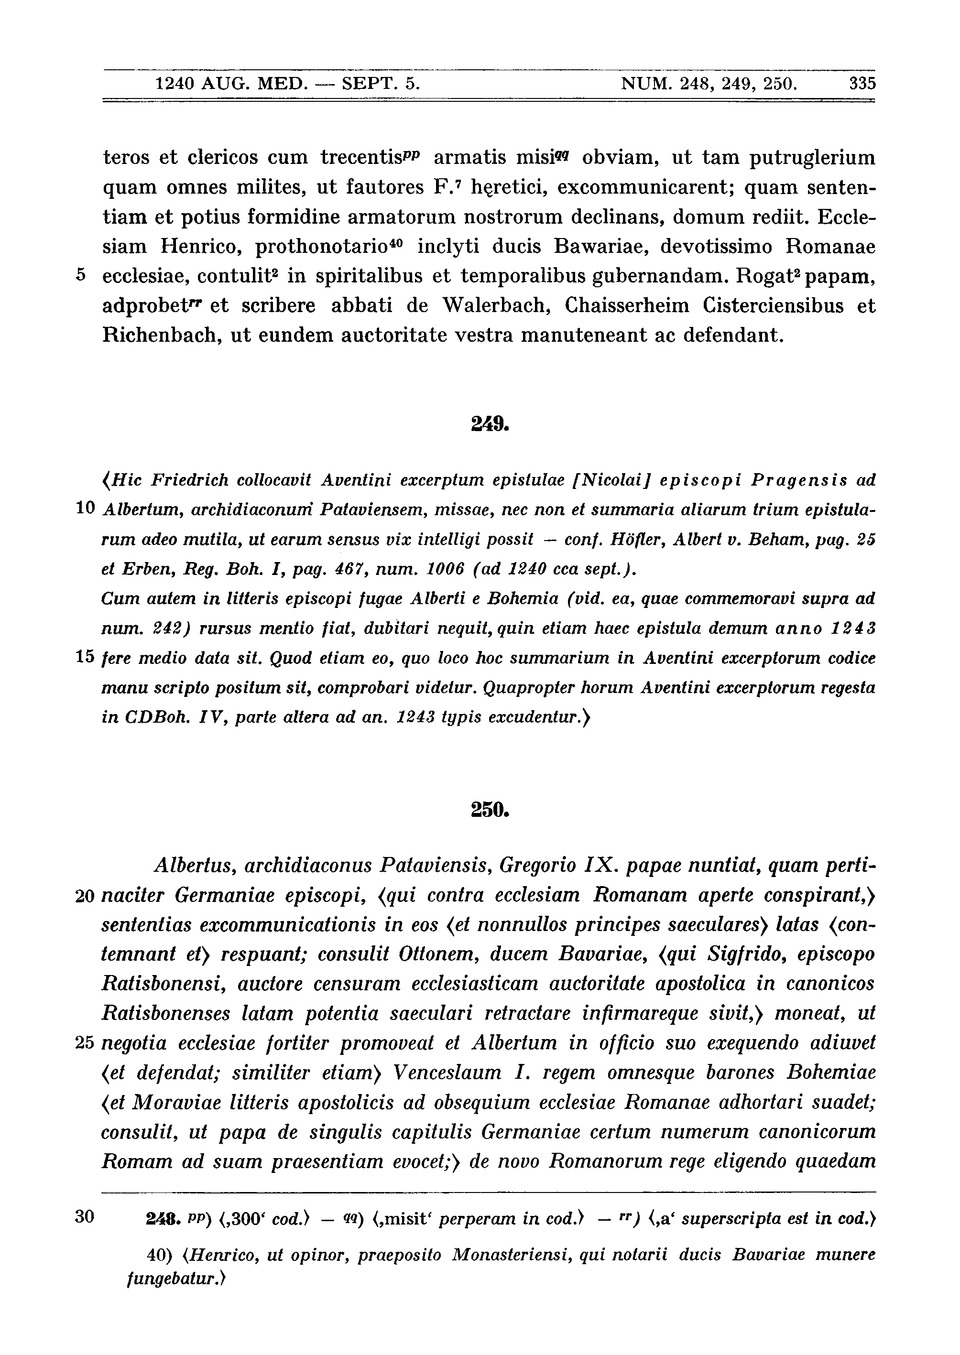 1240 AUG. MED. — SEPT. 5. NUM. 248, 249, 250. 335
teros et clericos cum trecentisᵖᵖ armatis misiqq obviam, ut tam putruglerium
quam omnes milites, ut fautores F.⁷ hęretici, excommunicarent; quam senten-
tiam et potius formidine armatorum nostrorum declinans, domum rediit. Eccle-
siam Henrico, prothonotario⁴⁰ inclyti ducis Bawariae, devotissimo Romanae
5 ecclesiae, contulit² in spiritalibus et temporalibus gubernandam. Rogat² papam,
adprobetʳʳ et scribere abbati de Walerbach, Chaisserheim Cisterciensibus et
Richenbach, ut eundem auctoritate vestra manuteneant ac defendant.
249.
⟨Hic Friedrich collocavit Aventini excerptum epistulae [Nicolai] episcopi Pragensis ad
10 Albertum, archidiaconum Pataviensem, missae, nec non et summaria aliarum trium epistula-
rum adeo mutila, ut earum sensus vix intelligi possit — conf. Höfler, Albert v. Beham, pag. 25
et Erben, Reg. Boh. I, pag. 467, num. 1006 (ad 1240 cca sept.).
Cum autem in litteris episcopi fugae Alberti e Bohemia (vid. ea, quae commemoravi supra ad
num. 242) rursus mentio fiat, dubitari nequit, quin etiam haec epistula demum anno 1243
15 fere medio data sit. Quod etiam eo, quo loco hoc summarium in Aventini excerptorum codice
manu scripto positum sit, comprobari videtur. Quapropter horum Aventini excerptorum regesta
in CDBoh. IV, parte altera ad an. 1243 typis excudentur.⟩
250.
Albertus, archidiaconus Pataviensis, Gregorio IX. papae nuntiat, quam perti-
20 naciter Germaniae episcopi, ⟨qui contra ecclesiam Romanam aperte conspirant,⟩
sententias excommunicationis in eos ⟨et nonnullos principes saeculares⟩ latas ⟨con-
temnant et⟩ respuant; consulit Ottonem, ducem Bavariae, ⟨qui Sigfrido, episcopo
Ratisbonensi, auctore censuram ecclesiasticam auctoritate apostolica in canonicos
Ratisbonenses latam potentia saeculari retractare infirmareque sivit,⟩ moneat, ut
25 negotia ecclesiae fortiter promoveat et Albertum in officio suo exequendo adiuvet
⟨et defendat; similiter etiam⟩ Venceslaum I. regem omnesque barones Bohemiae
⟨et Moraviae litteris apostolicis ad obsequium ecclesiae Romanae adhortari suadet;
consulit, ut papa de singulis capitulis Germaniae certum numerum canonicorum
Romam ad suam praesentiam evocet;⟩ de novo Romanorum rege eligendo quaedam
30 248. pp) ⟨‚300‘ cod.⟩ — qq) ⟨‚misit‘ perperam in cod.⟩ — rr) ⟨‚a‘ superscripta est in cod.⟩
40) ⟨Henrico, ut opinor, praeposito Monasteriensi, qui notarii ducis Bavariae munere
fungebatur.⟩